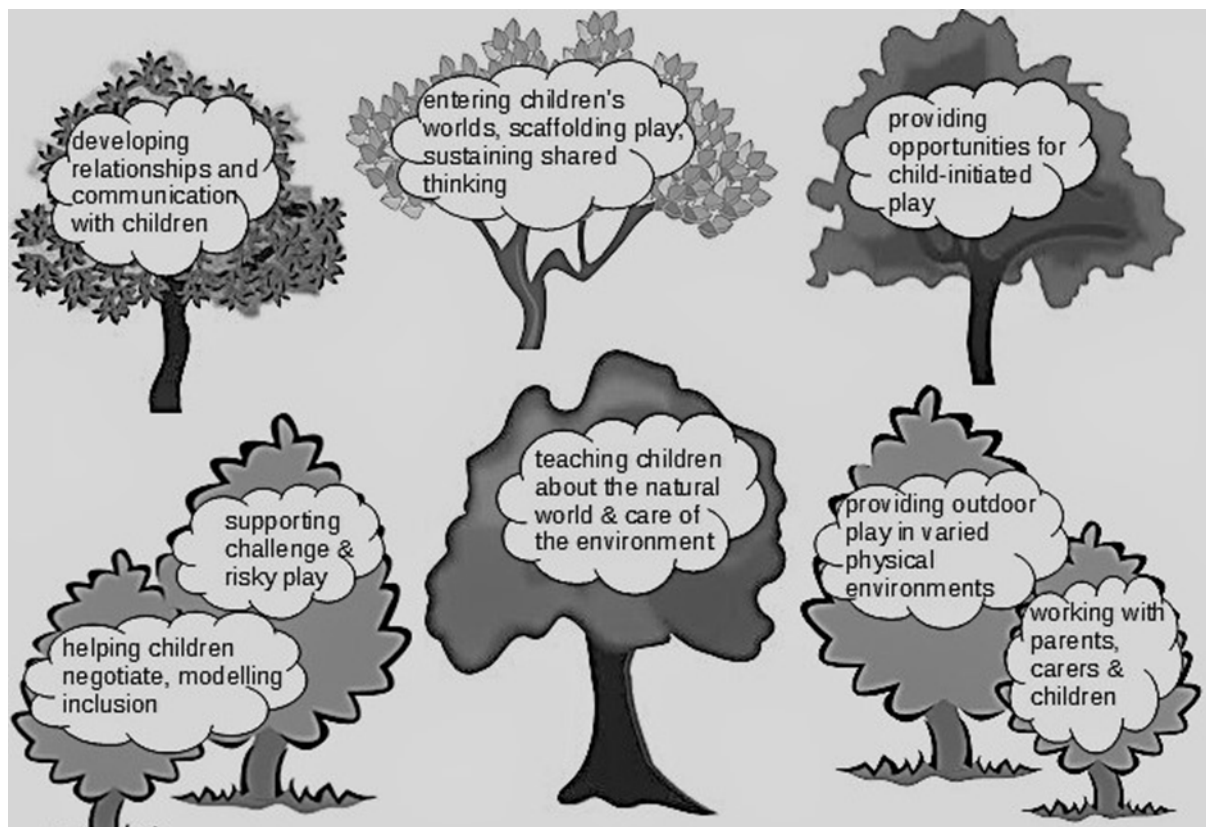 developing
relationships and
communication
with children
entering children's
worlds, scaffolding play,
sustaining shared
thinking
providing
opportunities for
child-initiated
play
supporting
challenge &
risky play
helping children
negotiate, modelling
inclusion
teaching children
about the natural
world & care of
the environment
providing outdoor
play in varied
physical
environments
working with
parents,
carers &
children